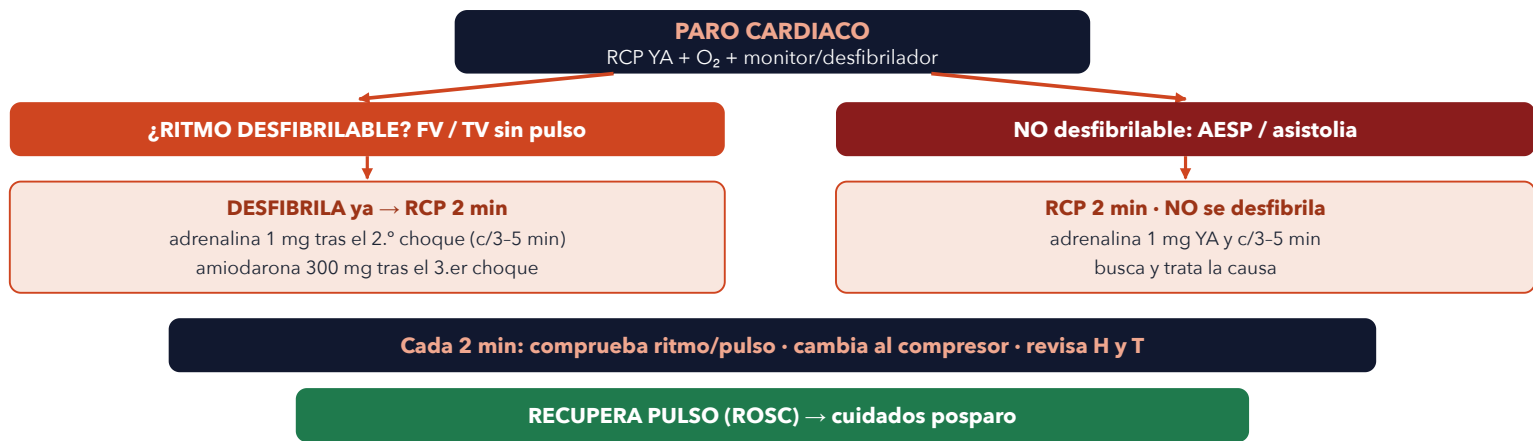 PARO CARDIACO
RCP YA + O₂ + monitor/desfibrilador
¿RITMO DESFIBRILABLE? FV / TV sin pulso
NO desfibrilable: AESP / asistolia
DESFIBRILA ya → RCP 2 min
adrenalina 1 mg tras el 2.º choque (c/3–5 min)
amiodarona 300 mg tras el 3.er choque
RCP 2 min · NO se desfibrila
adrenalina 1 mg YA y c/3–5 min
busca y trata la causa
Cada 2 min: comprueba ritmo/pulso · cambia al compresor · revisa H y T
RECUPERA PULSO (ROSC) → cuidados posparo